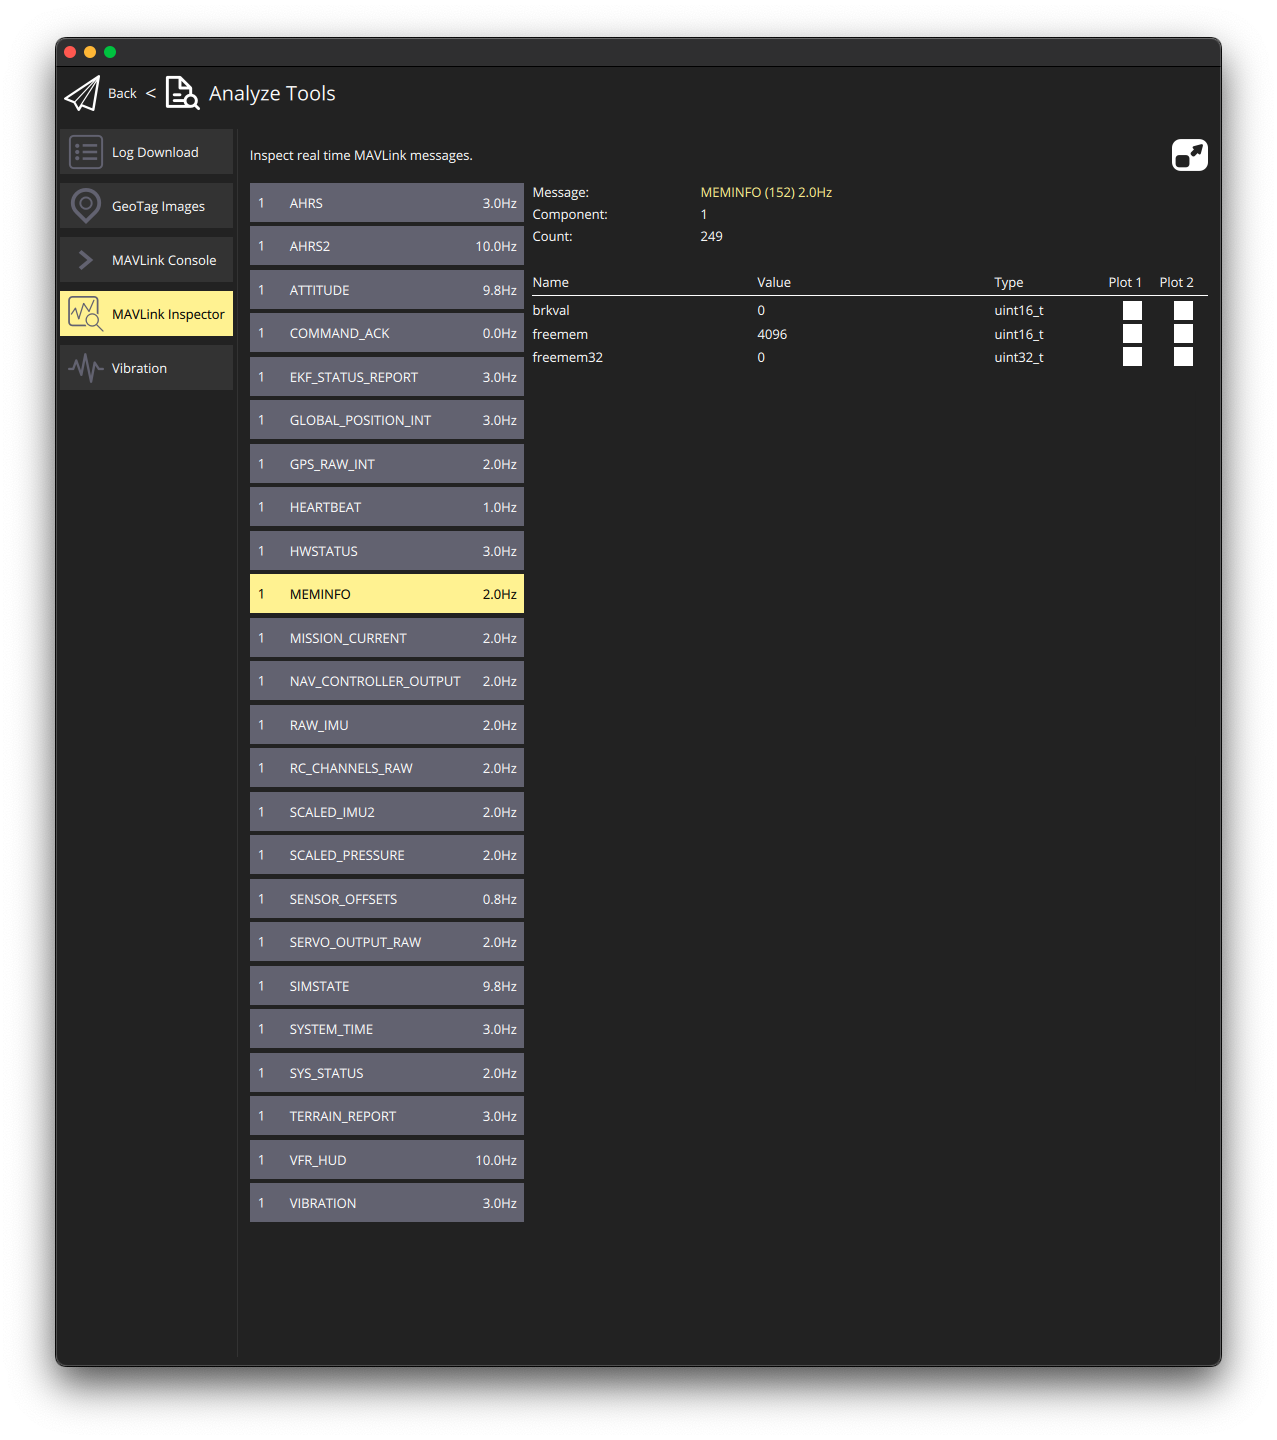 Back < Analyze Tools
Log Download
GeoTag Images
MAVLink Console
MAVLink Inspector
Vibration
Inspect real time MAVLink messages.
1 AHRS 3.0Hz
1 AHRS2 10.0Hz
1 ATTITUDE 9.8Hz
1 COMMAND_ACK 0.0Hz
1 EKF_STATUS_REPORT 3.0Hz
1 GLOBAL_POSITION_INT 3.0Hz
1 GPS_RAW_INT 2.0Hz
1 HEARTBEAT 1.0Hz
1 HWSTATUS 3.0Hz
1 MEMINFO 2.0Hz
1 MISSION_CURRENT 2.0Hz
1 NAV_CONTROLLER_OUTPUT 2.0Hz
1 RAW_IMU 2.0Hz
1 RC_CHANNELS_RAW 2.0Hz
1 SCALED_IMU2 2.0Hz
1 SCALED_PRESSURE 2.0Hz
1 SENSOR_OFFSETS 0.8Hz
1 SERVO_OUTPUT_RAW 2.0Hz
1 SIMSTATE 9.8Hz
1 SYSTEM_TIME 3.0Hz
1 SYS_STATUS 2.0Hz
1 TERRAIN_REPORT 3.0Hz
1 VFR_HUD 10.0Hz
1 VIBRATION 3.0Hz
Message: MEMINFO (152) 2.0Hz
Component: 1
Count: 249
Name Value Type Plot 1 Plot 2
brkval 0 uint16_t
freemem 4096 uint16_t
freemem32 0 uint32_t